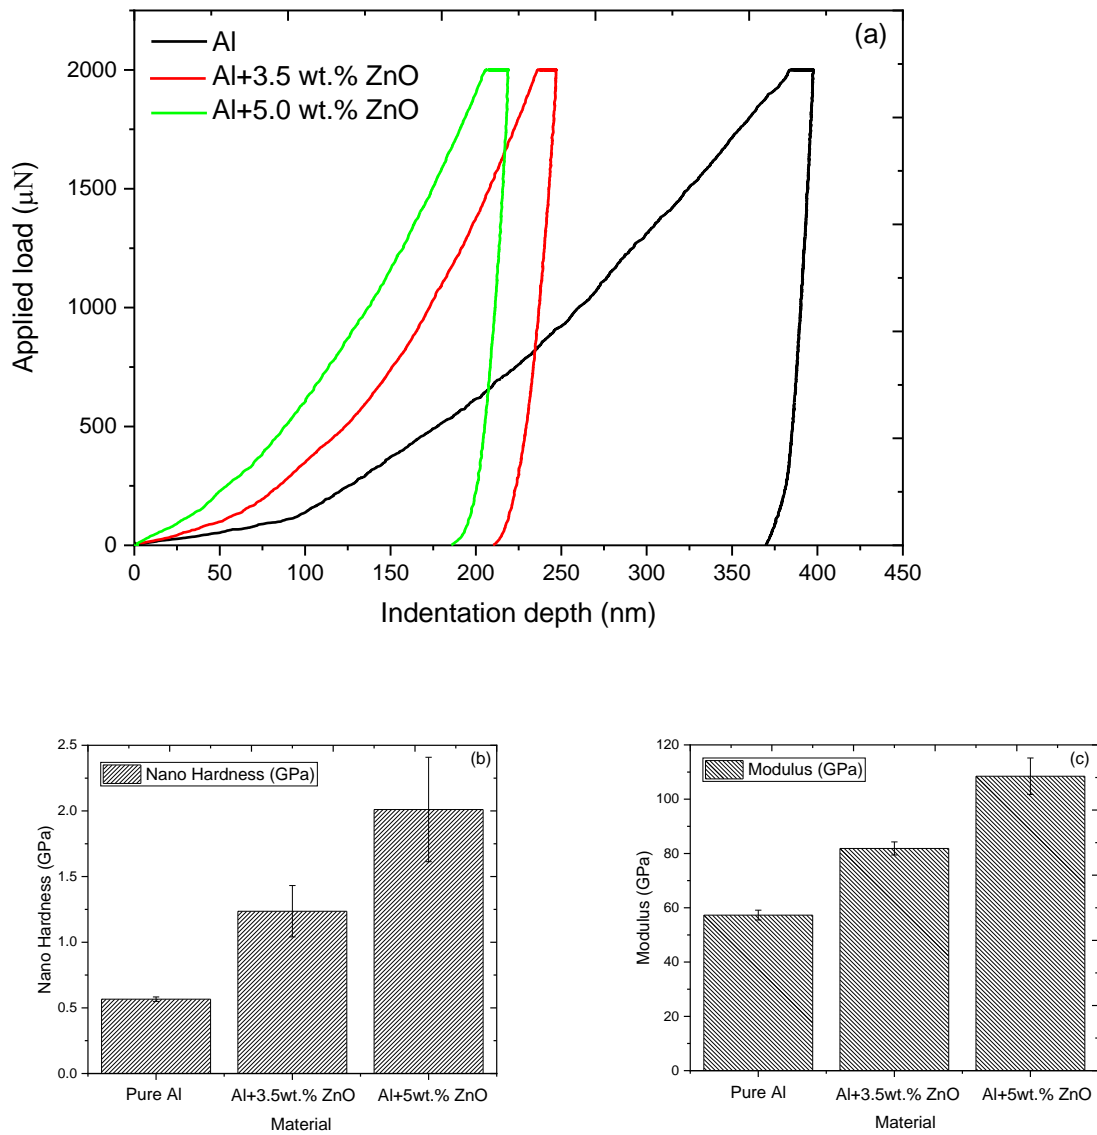 (a)
Al
Al+3.5 wt.% ZnO
Al+5.0 wt.% ZnO
2000
1500
1000
500
0
Applied load (μN)
0 50 100 150 200 250 300 350 400 450
Indentation depth (nm)
(b)
Nano Hardness (GPa)
2.5
2.0
1.5
1.0
0.5
0.0
Nano Hardness (GPa)
Pure Al Al+3.5wt.% ZnO Al+5wt.% ZnO
Material
(c)
Modulus (GPa)
120
100
80
60
40
20
0
Modulus (GPa)
Pure Al Al+3.5wt.% ZnO Al+5wt.% ZnO
Material